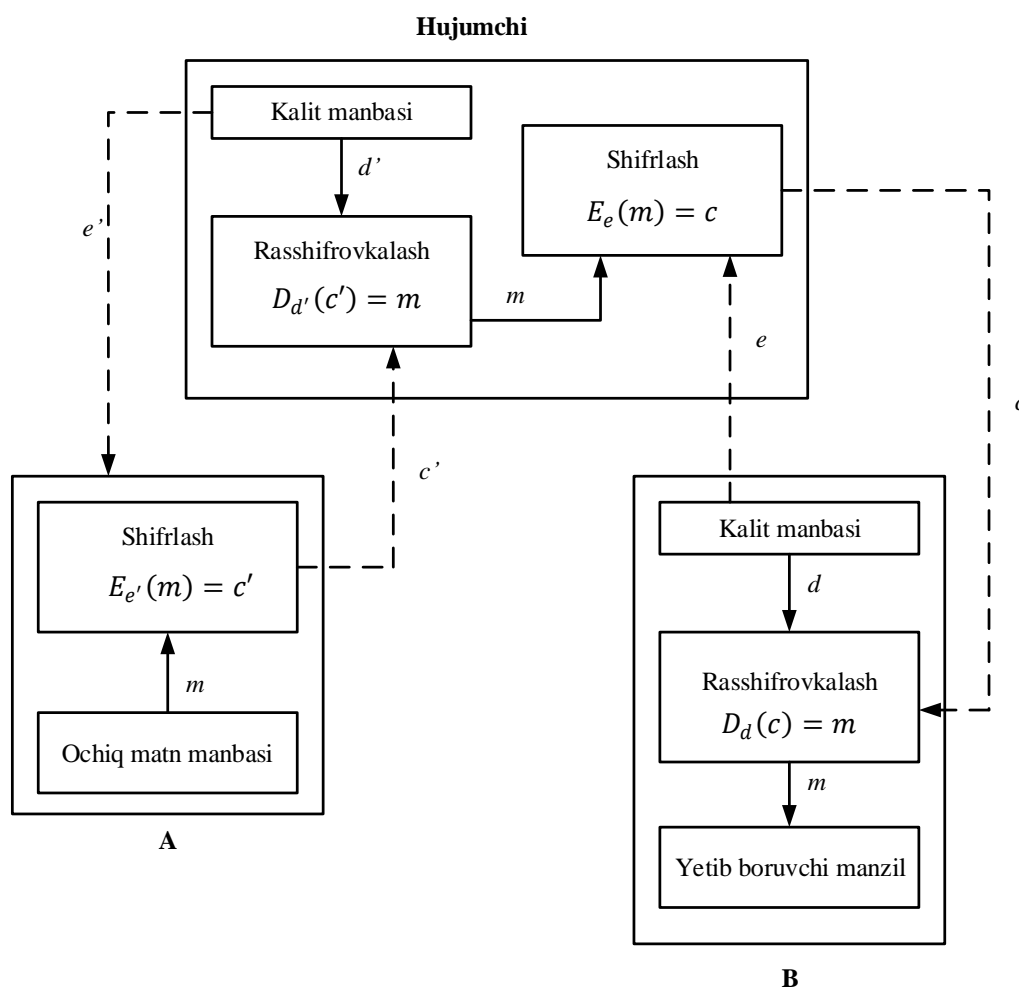 Hujumchi
Kalit manbasi
d’
Shifrlash
E_e(m) = c
e’
Rasshifrovkalash
D_d′(c′) = m
m
e
c’
Shifrlash
E_e′(m) = c′
m
Ochiq matn manbasi
A
Kalit manbasi
d
Rasshifrovkalash
D_d(c) = m
m
Yetib boruvchi manzil
B